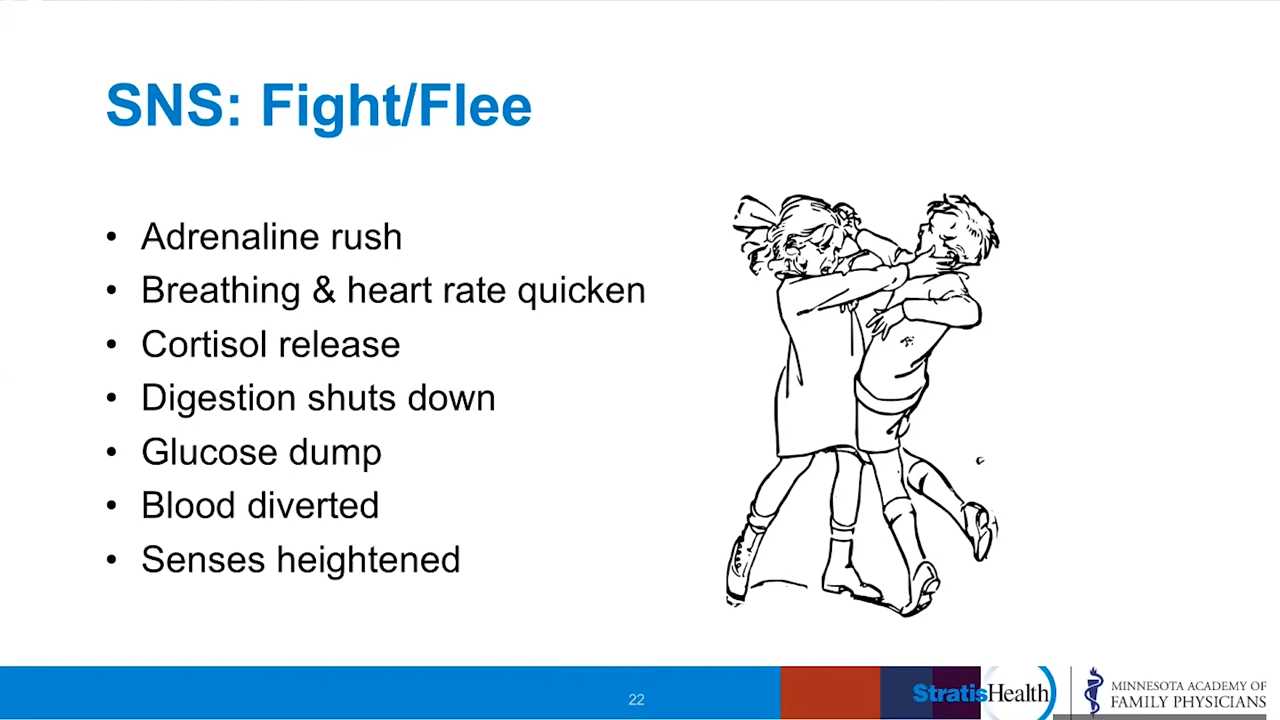 SNS: Fight/Flee
• Adrenaline rush
• Breathing & heart rate quicken
• Cortisol release
• Digestion shuts down
• Glucose dump
• Blood diverted
• Senses heightened
22
StratisHealth
MINNESOTA ACADEMY OF
FAMILY PHYSICIANS